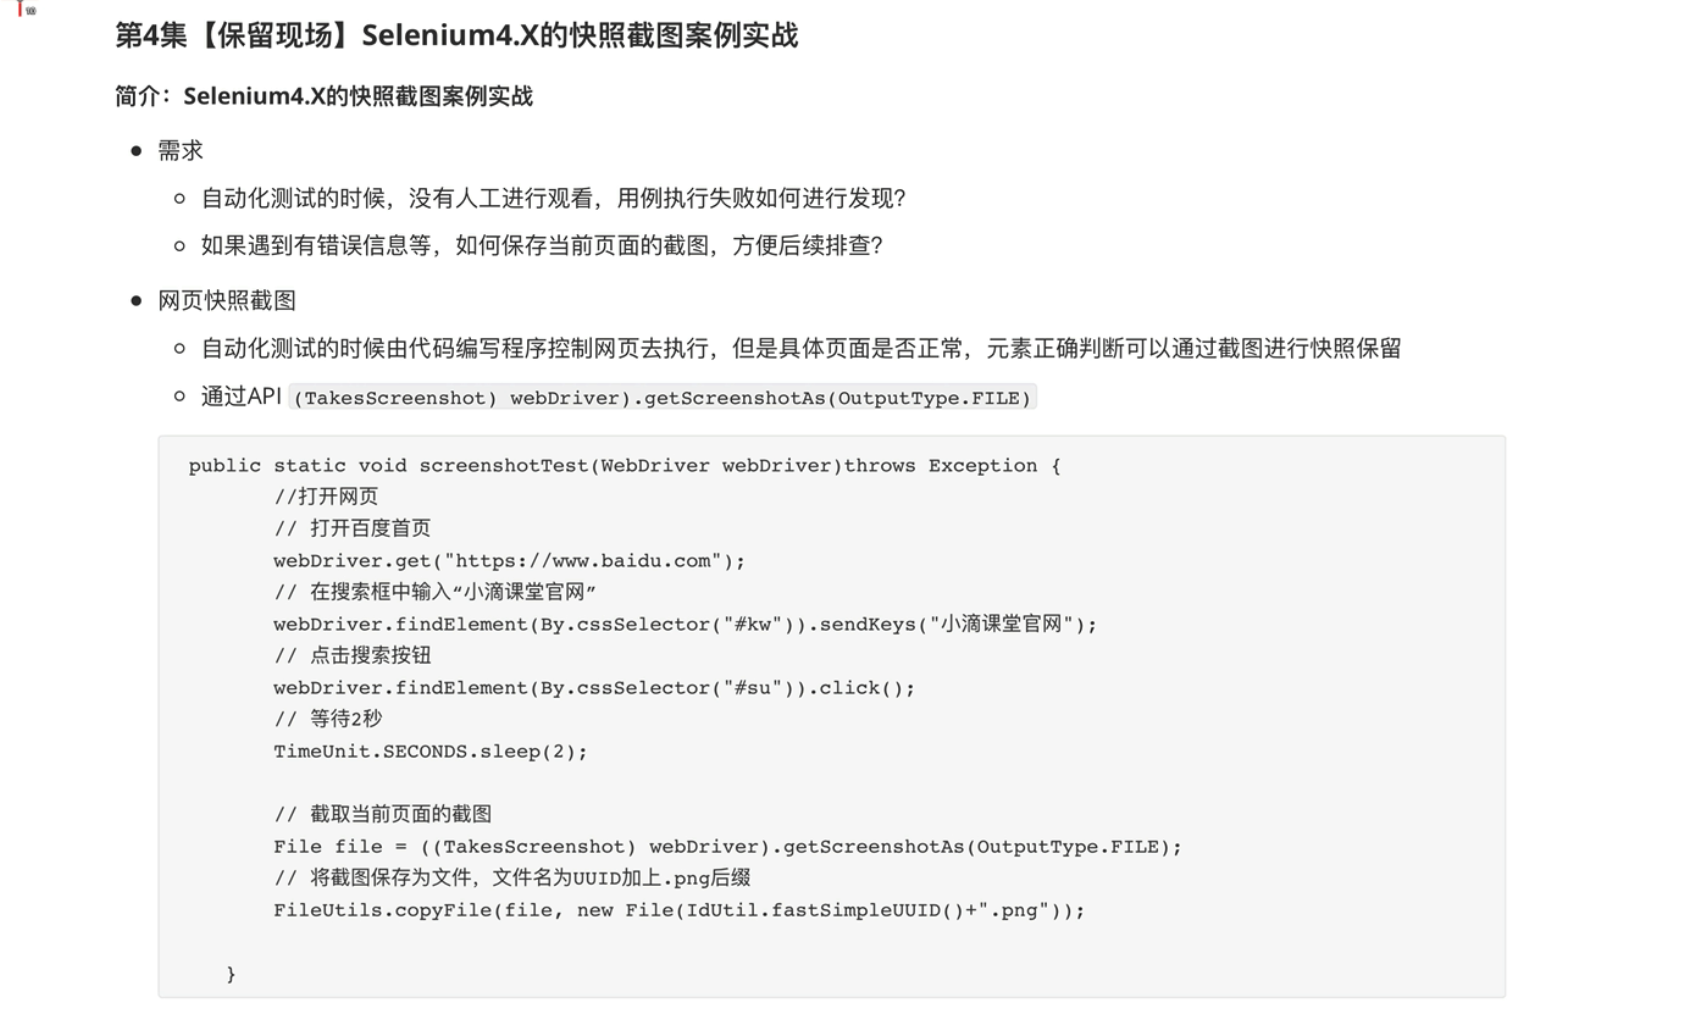 第4集【保留现场】Selenium4.X的快照截图案例实战
简介：Selenium4.X的快照截图案例实战
需求
自动化测试的时候，没有人工进行观看，用例执行失败如何进行发现?
如果遇到有错误信息等，如何保存当前页面的截图，方便后续排查?
网页快照截图
自动化测试的时候由代码编写程序控制网页去执行，但是具体页面是否正常，元素正确判断可以通过截图进行快照保留
通过API (TakesScreenshot) webDriver).getScreenshotAs(OutputType.FILE)
public static void screenshotTest(WebDriver webDriver)throws Exception {
//打开网页
// 打开百度首页
webDriver.get("https://www.baidu.com");
// 在搜索框中输入“小滴课堂官网”
webDriver.findElement(By.cssSelector("#kw")).sendKeys("小滴课堂官网");
// 点击搜索按钮
webDriver.findElement(By.cssSelector("#su")).click();
// 等待2秒
TimeUnit.SECONDS.sleep(2);
// 截取当前页面的截图
File file = ((TakesScreenshot) webDriver).getScreenshotAs(OutputType.FILE);
// 将截图保存为文件，文件名为UUID加上.png后缀
FileUtils.copyFile(file, new File(IdUtil.fastSimpleUUID()+".png"));
}